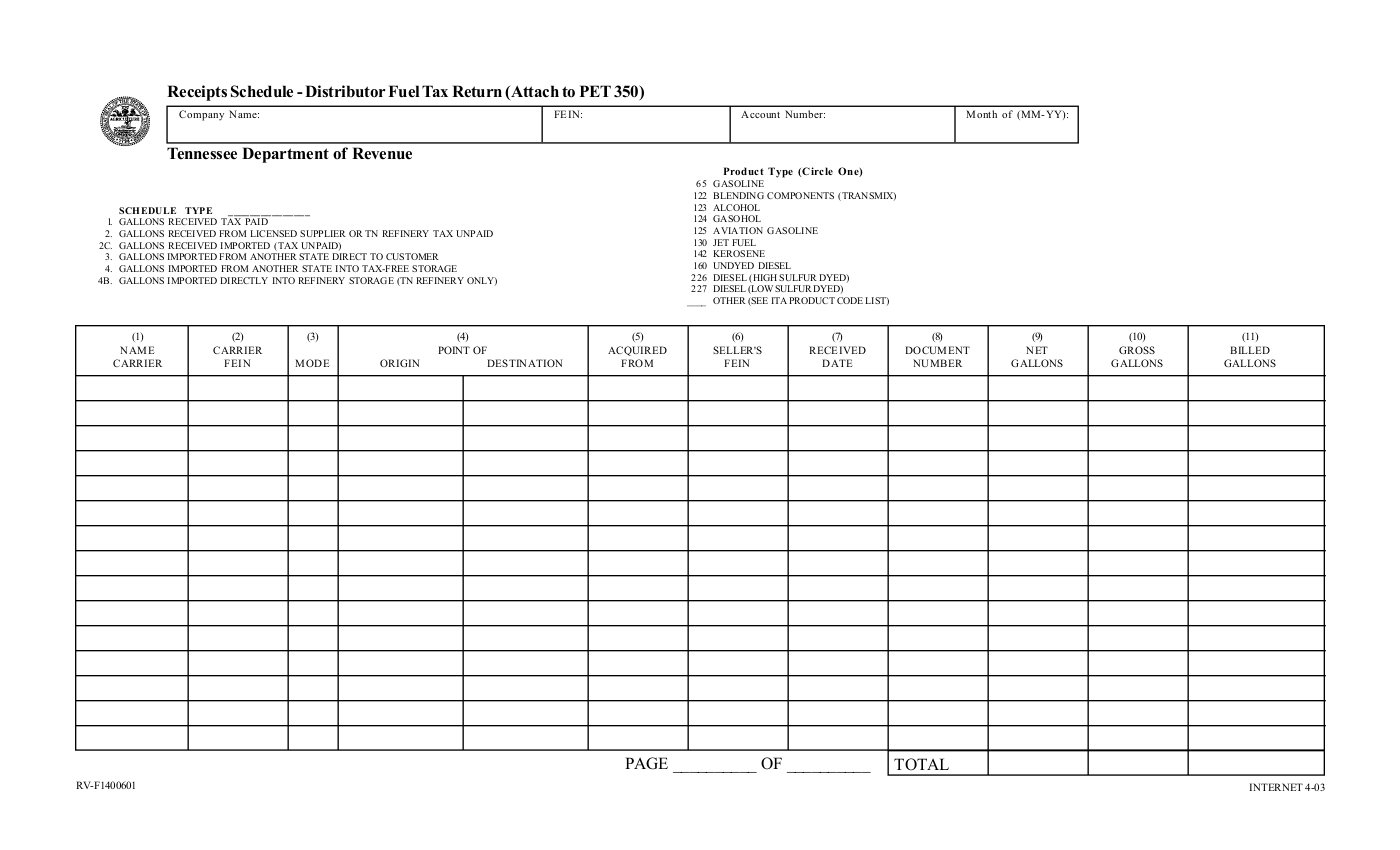 Receipts Schedule - Distributor Fuel Tax Return (Attach to PET 350)
Company Name: FEIN: Account Number: Month of (MM-YY):
AGRICULTURE
Tennessee Department of Revenue
Product Type (Circle One)
65 GASOLINE
122 BLENDING COMPONENTS (TRANSMIX)
123 ALCOHOL
124 GASOHOL
125 AVIATION GASOLINE
130 JET FUEL
142 KEROSENE
160 UNDYED DIESEL
226 DIESEL (HIGH SULFUR DYED)
227 DIESEL (LOW SULFUR DYED)
____ OTHER (SEE ITA PRODUCT CODE LIST)
SCHEDULE TYPE _______________
1. GALLONS RECEIVED TAX PAID
2. GALLONS RECEIVED FROM LICENSED SUPPLIER OR TN REFINERY TAX UNPAID
2C. GALLONS RECEIVED IMPORTED (TAX UNPAID)
3. GALLONS IMPORTED FROM ANOTHER STATE DIRECT TO CUSTOMER
4. GALLONS IMPORTED FROM ANOTHER STATE INTO TAX-FREE STORAGE
4B. GALLONS IMPORTED DIRECTLY INTO REFINERY STORAGE (TN REFINERY ONLY)
(1) (2) (3) (4) (5) (6) (7) (8) (9) (10) (11)
NAME CARRIER POINT OF ACQUIRED SELLER'S RECEIVED DOCUMENT NET GROSS BILLED
CARRIER FEIN MODE ORIGIN DESTINATION FROM FEIN DATE NUMBER GALLONS GALLONS GALLONS
PAGE __________ OF __________ TOTAL
RV-F1400601 INTERNET 4-03